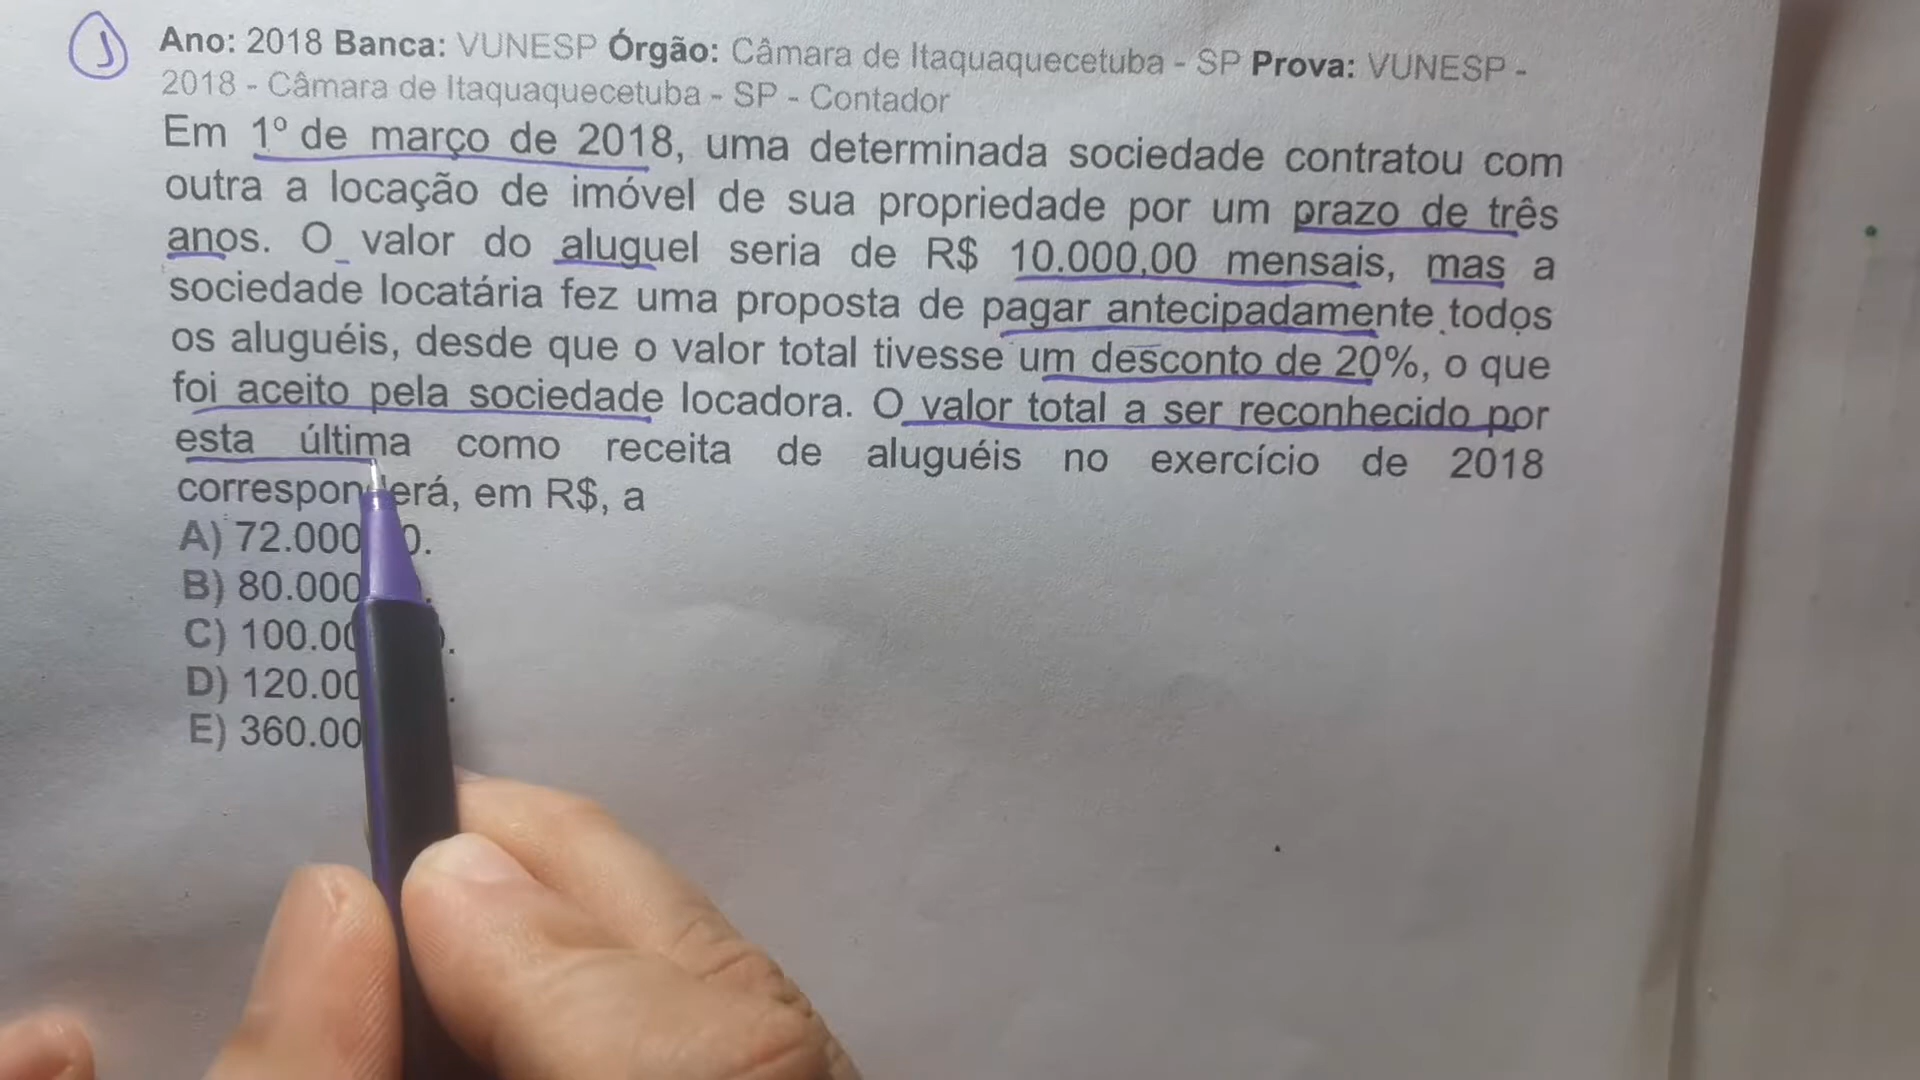 1 Ano: 2018 Banca: VUNESP Órgão: Câmara de Itaquaquecetuba - SP Prova: VUNESP -
2018 - Câmara de Itaquaquecetuba - SP - Contador
Em 1º de março de 2018, uma determinada sociedade contratou com
outra a locação de imóvel de sua propriedade por um prazo de três
anos. O valor do aluguel seria de R$ 10.000,00 mensais, mas a
sociedade locatária fez uma proposta de pagar antecipadamente todos
os aluguéis, desde que o valor total tivesse um desconto de 20%, o que
foi aceito pela sociedade locadora. O valor total a ser reconhecido por
esta última como receita de aluguéis no exercício de 2018
corresponderá, em R$, a
A) 72.000
B) 80.000
C) 100.00
D) 120.00
E) 360.00